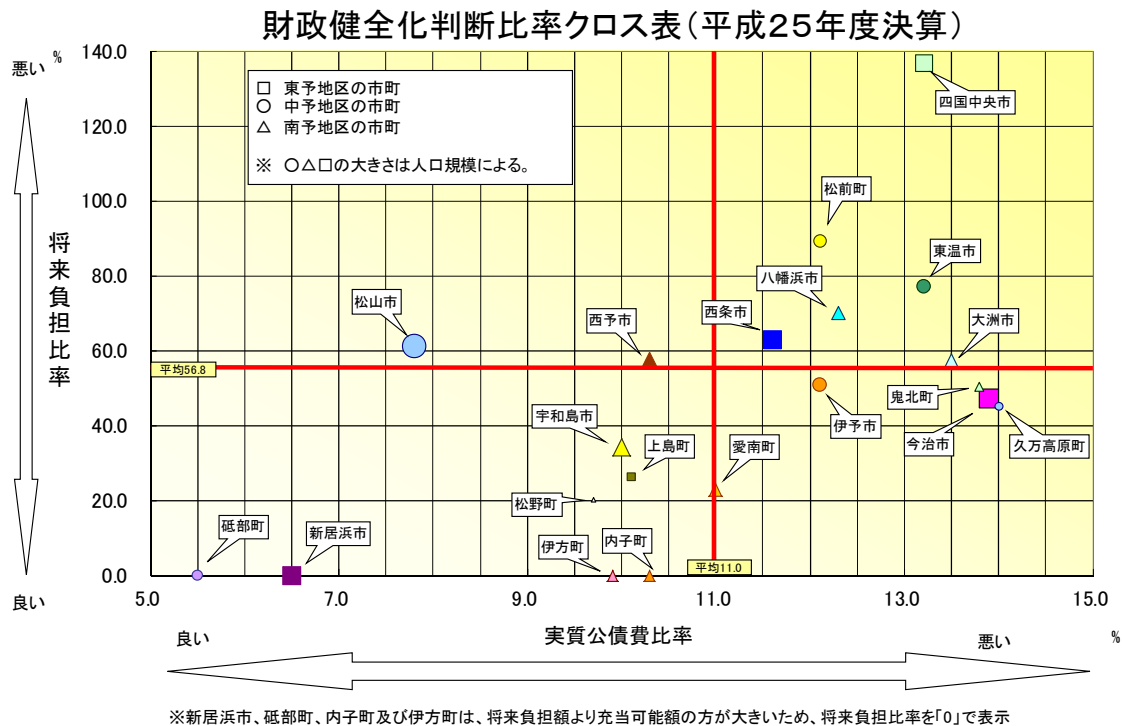 財政健全化判断比率クロス表(平成25年度決算)
悪い
%
140.0
120.0
100.0
80.0
60.0
40.0
20.0
0.0
良い
将来負担比率
□ 東予地区の市町
○ 中予地区の市町
△ 南予地区の市町
※ ○△□の大きさは人口規模による。
四国中央市
松前町
東温市
八幡浜市
松山市
西予市
西条市
大洲市
平均56.8
鬼北町
宇和島市
伊予市
今治市
久万高原町
上島町
愛南町
松野町
砥部町
新居浜市
伊方町
内子町
平均11.0
5.0
7.0
9.0
11.0
13.0
15.0
良い
実質公債費比率
悪い
%
※新居浜市、砥部町、内子町及び伊方町は、将来負担額より充当可能額の方が大きいため、将来負担比率を「0」で表示